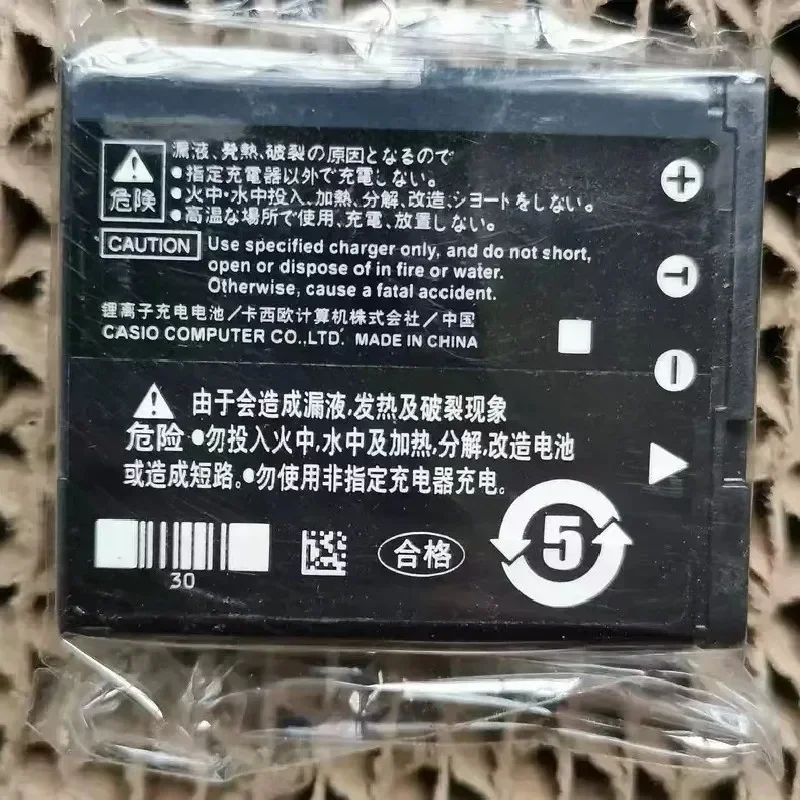 漏液、発熱、破裂の原因となるので
危険
●指定充電器以外で充電しない。
●火中・水中投入、加熱、分解、改造、ショートをしない。
●高温な場所で使用、充電、放置しない。
CAUTION
Use specified charger only, and do not short,
open or dispose of in fire or water.
Otherwise, cause a fatal accident.
锂离子充电电池/卡西欧计算机株式会社/中国
CASIO COMPUTER CO.,LTD. MADE IN CHINA
+
T
−
由于会造成漏液,发热及破裂现象
危险 ●勿投入火中,水中及加热,分解,改造电池
或造成短路。●勿使用非指定充电器充电。
30
合格
5